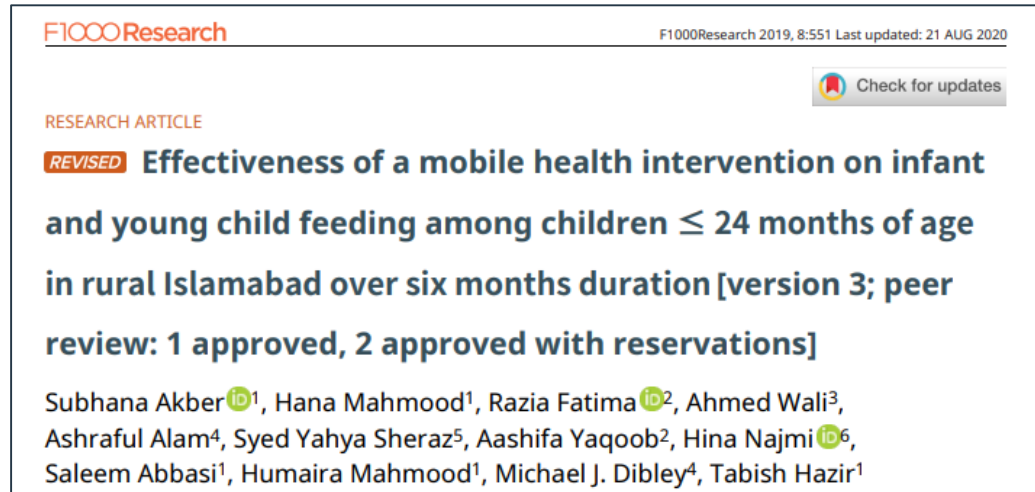 F1000Research
F1000Research 2019, 8:551 Last updated: 21 AUG 2020
Check for updates
RESEARCH ARTICLE
REVISED Effectiveness of a mobile health intervention on infant
and young child feeding among children ≤ 24 months of age
in rural Islamabad over six months duration [version 3; peer
review: 1 approved, 2 approved with reservations]
Subhana Akber iD 1, Hana Mahmood1, Razia Fatima iD 2, Ahmed Wali3,
Ashraful Alam4, Syed Yahya Sheraz5, Aashifa Yaqoob2, Hina Najmi iD 6,
Saleem Abbasi1, Humaira Mahmood1, Michael J. Dibley4, Tabish Hazir1